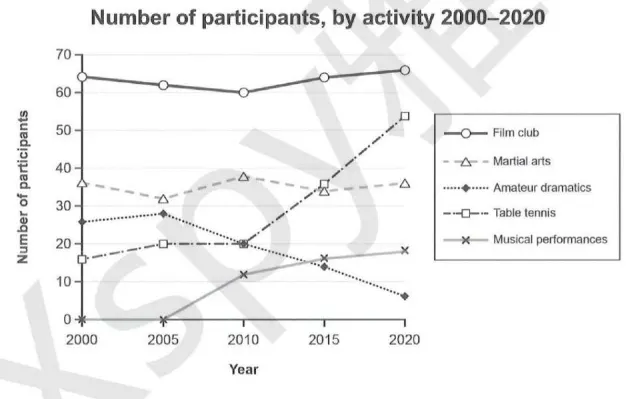 Number of participants, by activity 2000–2020
Number of participants
70
60
50
40
30
20
10
0
2000 2005 2010 2015 2020
Year
Film club
Martial arts
Amateur dramatics
Table tennis
Musical performances